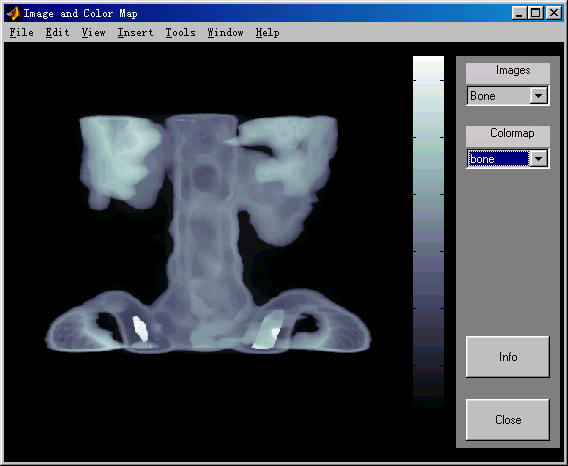 Image and Color Map
File Edit View Insert Tools Window Help
Images
Bone
Colormap
bone
Info
Close